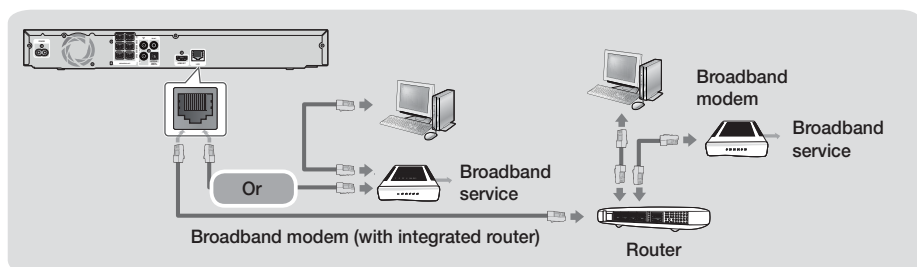 Broadband
modem
Broadband
service
Or
Broadband
service
Broadband modem (with integrated router)
Router